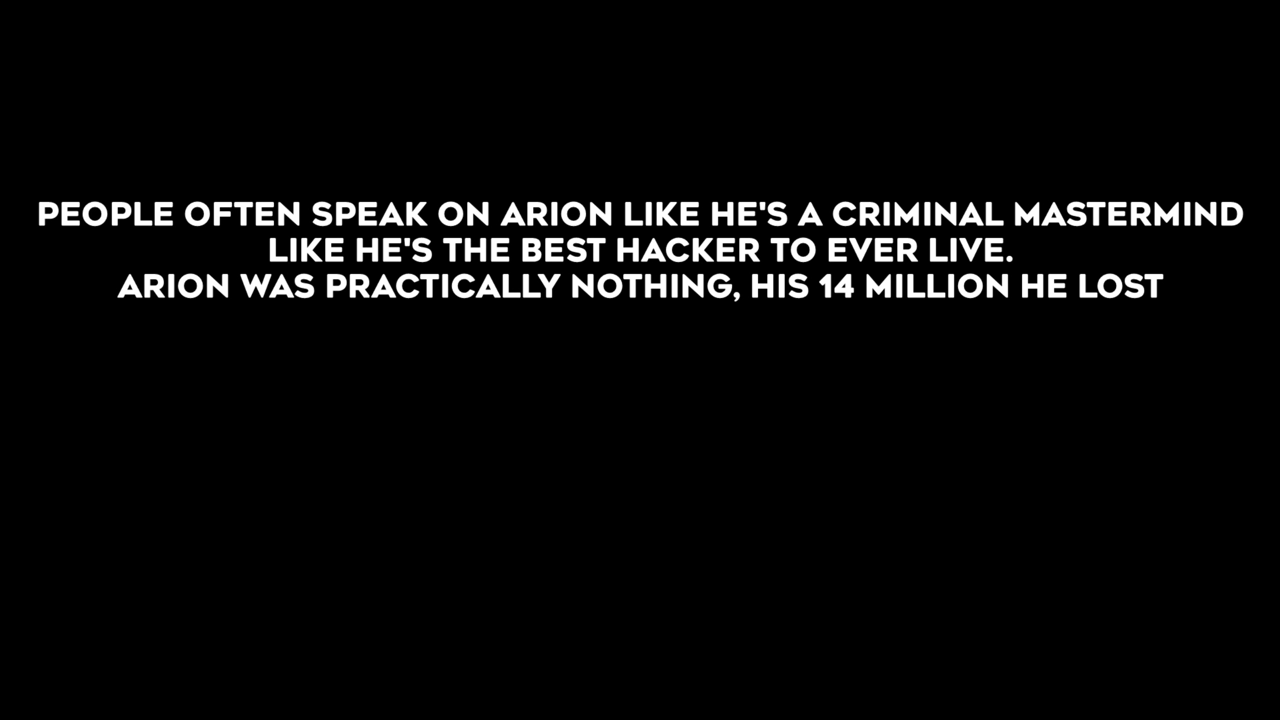 PEOPLE OFTEN SPEAK ON ARION LIKE HE'S A CRIMINAL MASTERMIND
LIKE HE'S THE BEST HACKER TO EVER LIVE.
ARION WAS PRACTICALLY NOTHING, HIS 14 MILLION HE LOST